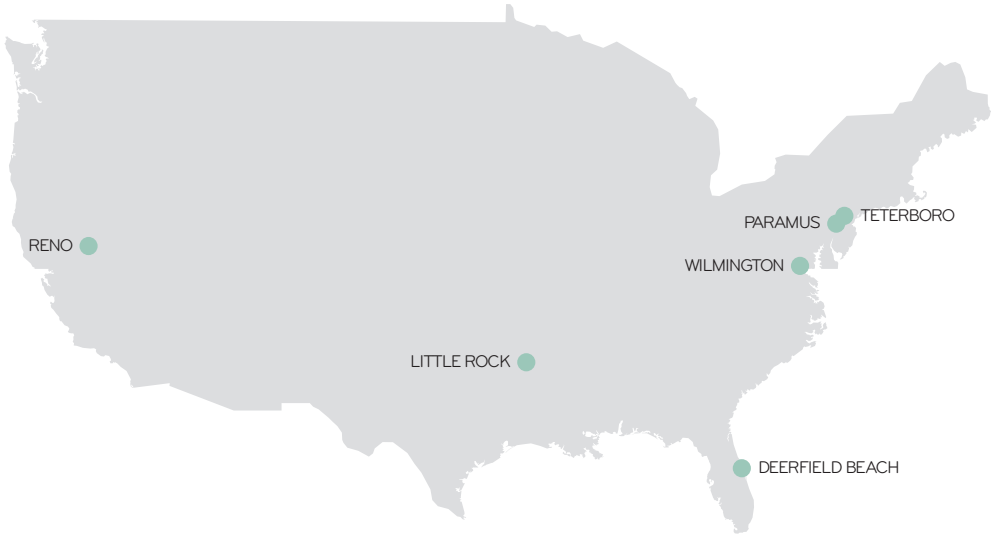 TETERBORO
PARAMUS
RENO
WILMINGTON
LITTLE ROCK
DEERFIELD BEACH